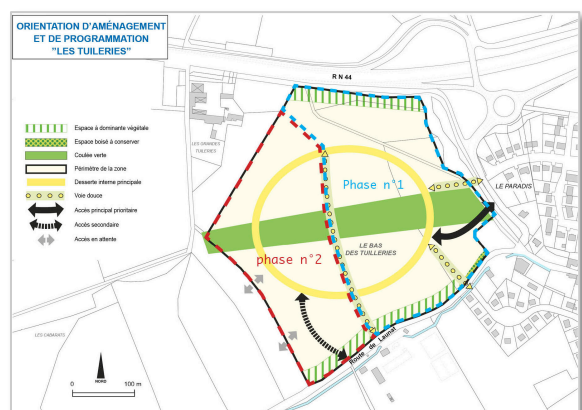 ORIENTATION D'AMÉNAGEMENT
ET DE PROGRAMMATION
"LES TUILERIES"
R N 44
Espace à dominante végétale
Espace boisé à conserver
Coulée verte
Périmètre de la zone
Desserte interne principale
Voie douce
Accès principal prioritaire
Accès secondaire
Accès en attente
LES GRANDES
TUILERIES
Phase n°1
LE PARADIS
LE BAS
DES TUILLERIES
phase n°2
Route de Launat
LES CABARATS
NORD
0 100 m